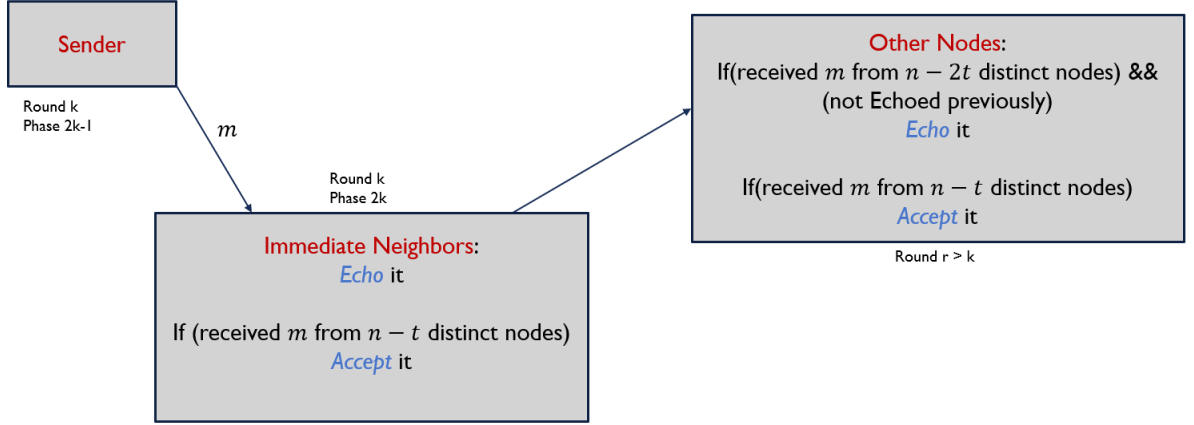 Sender
Round k
Phase 2k-1
m
Round k
Phase 2k
Immediate Neighbors:
Echo it
If (received m from n − t distinct nodes)
Accept it
Other Nodes:
If(received m from n − 2t distinct nodes) &&
(not Echoed previously)
Echo it
If(received m from n − t distinct nodes)
Accept it
Round r > k